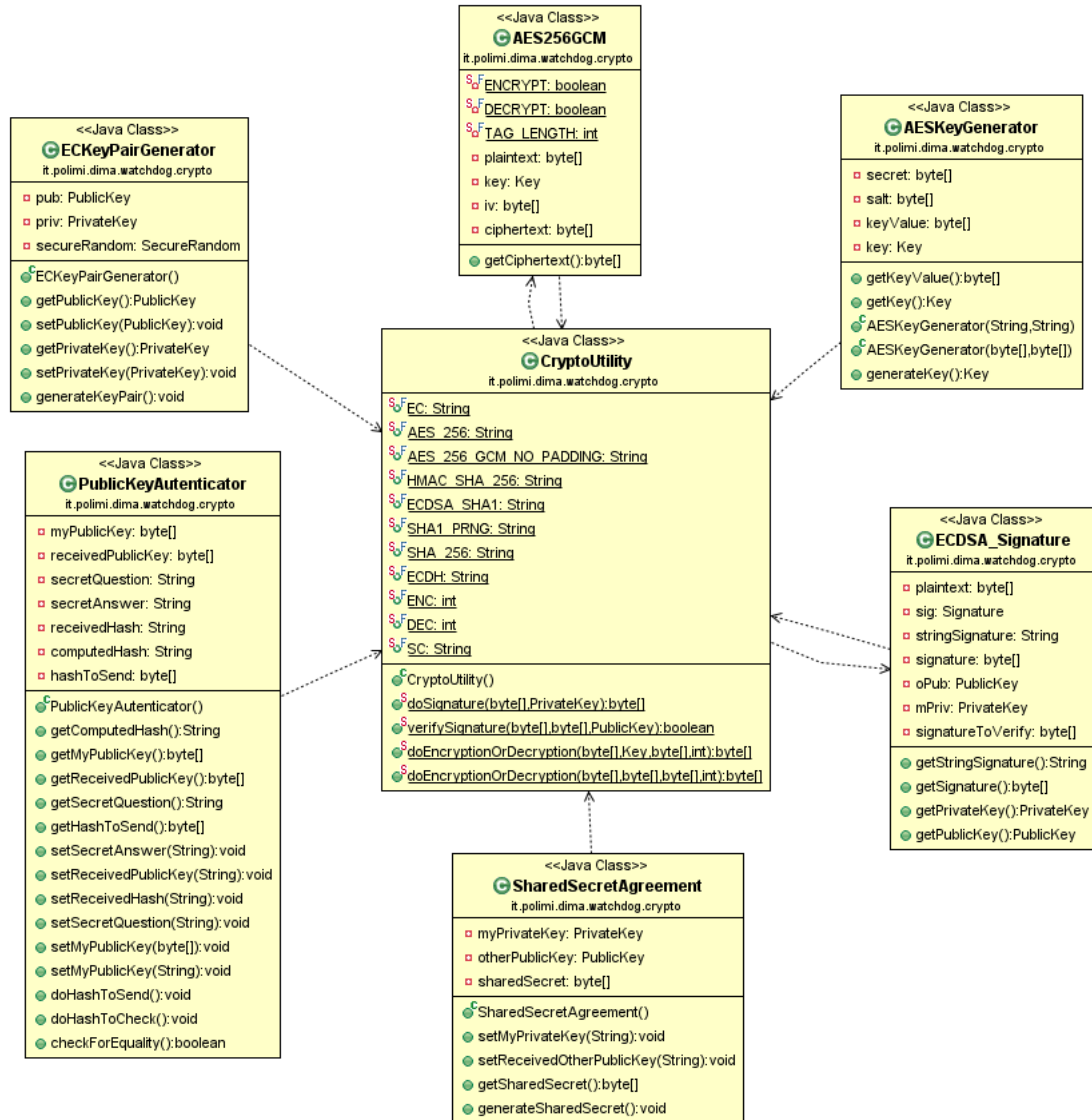 <<Java Class>>
AES256GCM
it.polimi.dima.watchdog.crypto
ENCRYPT: boolean
DECRYPT: boolean
TAG_LENGTH: int
plaintext: byte[]
key: Key
iv: byte[]
ciphertext: byte[]
getCiphertext():byte[]
<<Java Class>>
ECKeyPairGenerator
it.polimi.dima.watchdog.crypto
pub: PublicKey
priv: PrivateKey
secureRandom: SecureRandom
ECKeyPairGenerator()
getPublicKey():PublicKey
setPublicKey(PublicKey):void
getPrivateKey():PrivateKey
setPrivateKey(PrivateKey):void
generateKeyPair():void
<<Java Class>>
AESKeyGenerator
it.polimi.dima.watchdog.crypto
secret: byte[]
salt: byte[]
keyValue: byte[]
key: Key
getKeyValue():byte[]
getKey():Key
AESKeyGenerator(String,String)
AESKeyGenerator(byte[],byte[])
generateKey():Key
<<Java Class>>
CryptoUtility
it.polimi.dima.watchdog.crypto
EC: String
AES_256: String
AES_256_GCM_NO_PADDING: String
HMAC_SHA_256: String
ECDSA_SHA1: String
SHA1_PRNG: String
SHA_256: String
ECDH: String
ENC: int
DEC: int
SC: String
CryptoUtility()
doSignature(byte[],PrivateKey):byte[]
verifySignature(byte[],byte[],PublicKey):boolean
doEncryptionOrDecryption(byte[],Key,byte[],int):byte[]
doEncryptionOrDecryption(byte[],byte[],byte[],int):byte[]
<<Java Class>>
PublicKeyAutenticator
it.polimi.dima.watchdog.crypto
myPublicKey: byte[]
receivedPublicKey: byte[]
secretQuestion: String
secretAnswer: String
receivedHash: String
computedHash: String
hashToSend: byte[]
PublicKeyAutenticator()
getComputedHash():String
getMyPublicKey():byte[]
getReceivedPublicKey():byte[]
getSecretQuestion():String
getHashToSend():byte[]
setSecretAnswer(String):void
setReceivedPublicKey(String):void
setReceivedHash(String):void
setSecretQuestion(String):void
setMyPublicKey(byte[]):void
setMyPublicKey(String):void
doHashToSend():void
doHashToCheck():void
checkForEquality():boolean
<<Java Class>>
ECDSA_Signature
it.polimi.dima.watchdog.crypto
plaintext: byte[]
sig: Signature
stringSignature: String
signature: byte[]
oPub: PublicKey
mPriv: PrivateKey
signatureToVerify: byte[]
getStringSignature():String
getSignature():byte[]
getPrivateKey():PrivateKey
getPublicKey():PublicKey
<<Java Class>>
SharedSecretAgreement
it.polimi.dima.watchdog.crypto
myPrivateKey: PrivateKey
otherPublicKey: PublicKey
sharedSecret: byte[]
SharedSecretAgreement()
setMyPrivateKey(String):void
setReceivedOtherPublicKey(String):void
getSharedSecret():byte[]
generateSharedSecret():void